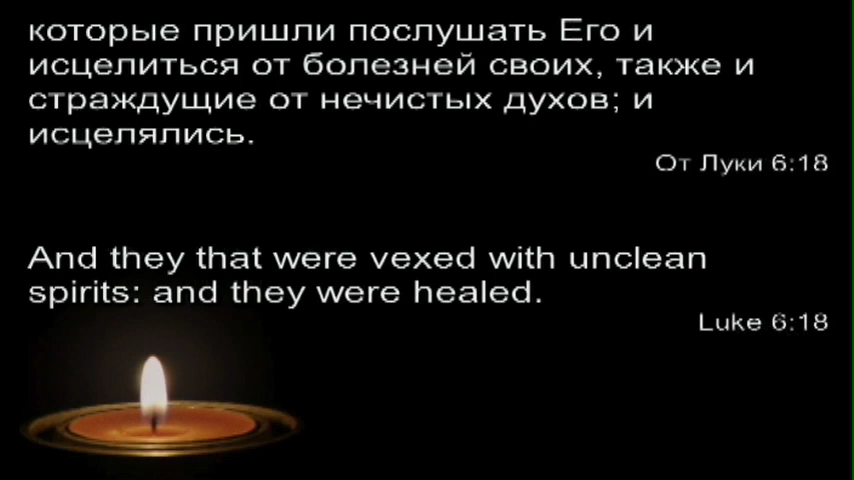 которые пришли послушать Его и
исцелиться от болезней своих, также и
страждущие от нечистых духов; и
исцелялись.
От Луки 6:18
And they that were vexed with unclean
spirits: and they were healed.
Luke 6:18